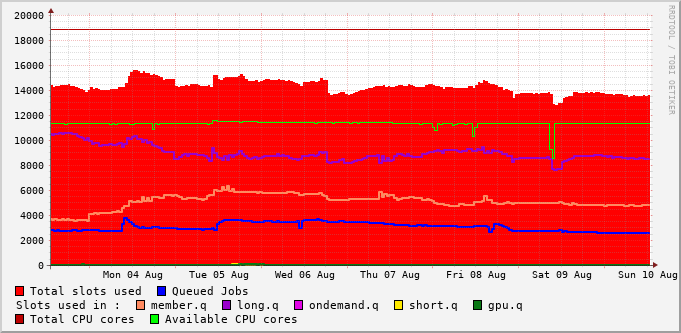 20000
18000
16000
14000
12000
10000
8000
6000
4000
2000
0
Mon 04 Aug Tue 05 Aug Wed 06 Aug Thu 07 Aug Fri 08 Aug Sat 09 Aug Sun 10 Aug
RRDTOOL / TOBI OETIKER
Total slots used Queued Jobs
Slots used in : member.q long.q ondemand.q short.q gpu.q
Total CPU cores Available CPU cores